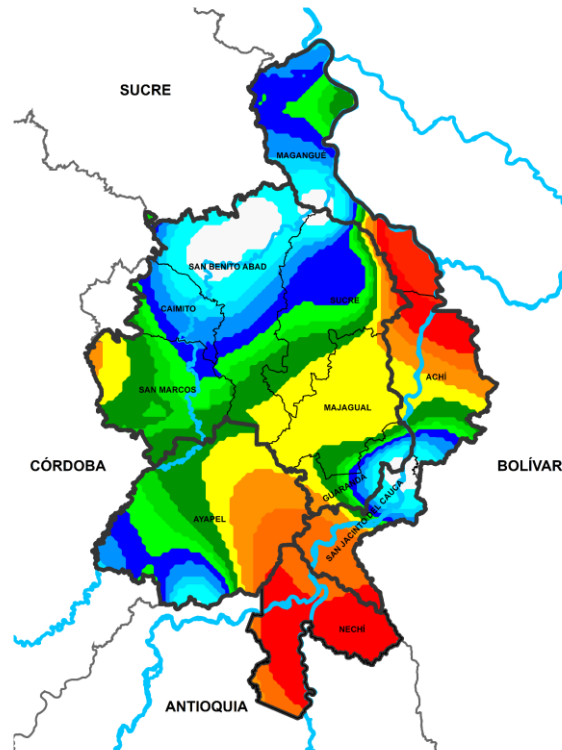 SUCRE
MAGANGUE
SAN BENITO ABAD
CAIMITO
SUCRE
SAN MARCOS
ACHÍ
MAJAGUAL
CÓRDOBA
BOLÍVAR
GUARANDA
SAN JACINTO DEL CAUCA
AYAPEL
NECHÍ
ANTIOQUIA